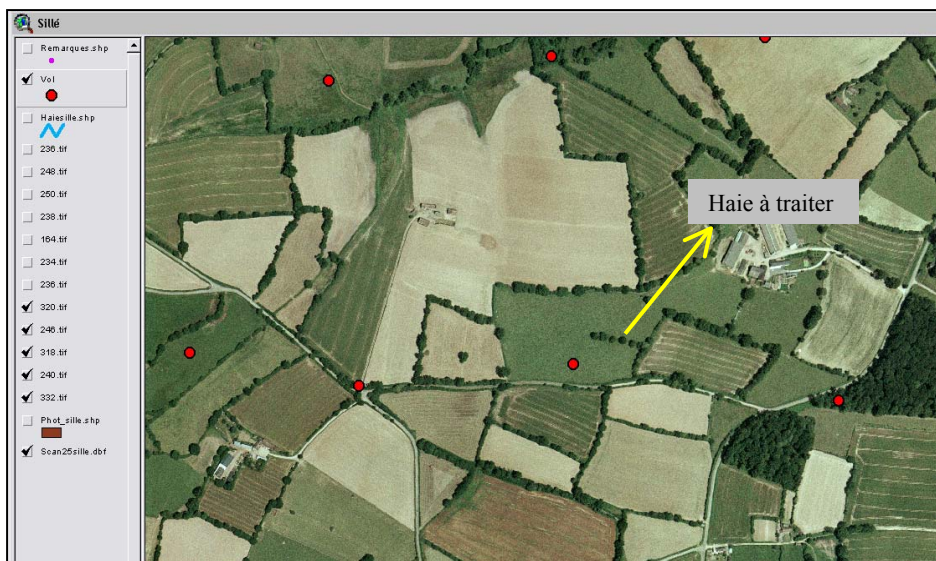 Sillé
Remarques.shp
Vol
Haiesille.shp
236.tif
248.tif
250.tif
238.tif
164.tif
234.tif
236.tif
320.tif
246.tif
318.tif
240.tif
332.tif
Phot_sille.shp
Scan25sille.dbf
Haie à traiter